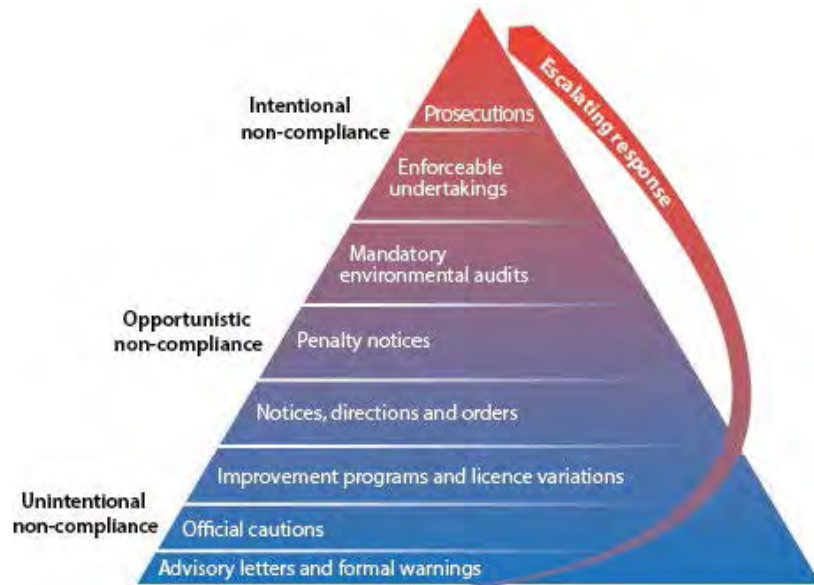 Escalating response
Intentional
non-compliance
Prosecutions
Enforceable
undertakings
Mandatory
environmental audits
Opportunistic
non-compliance
Penalty notices
Notices, directions and orders
Improvement programs and licence variations
Unintentional
non-compliance
Official cautions
Advisory letters and formal warnings